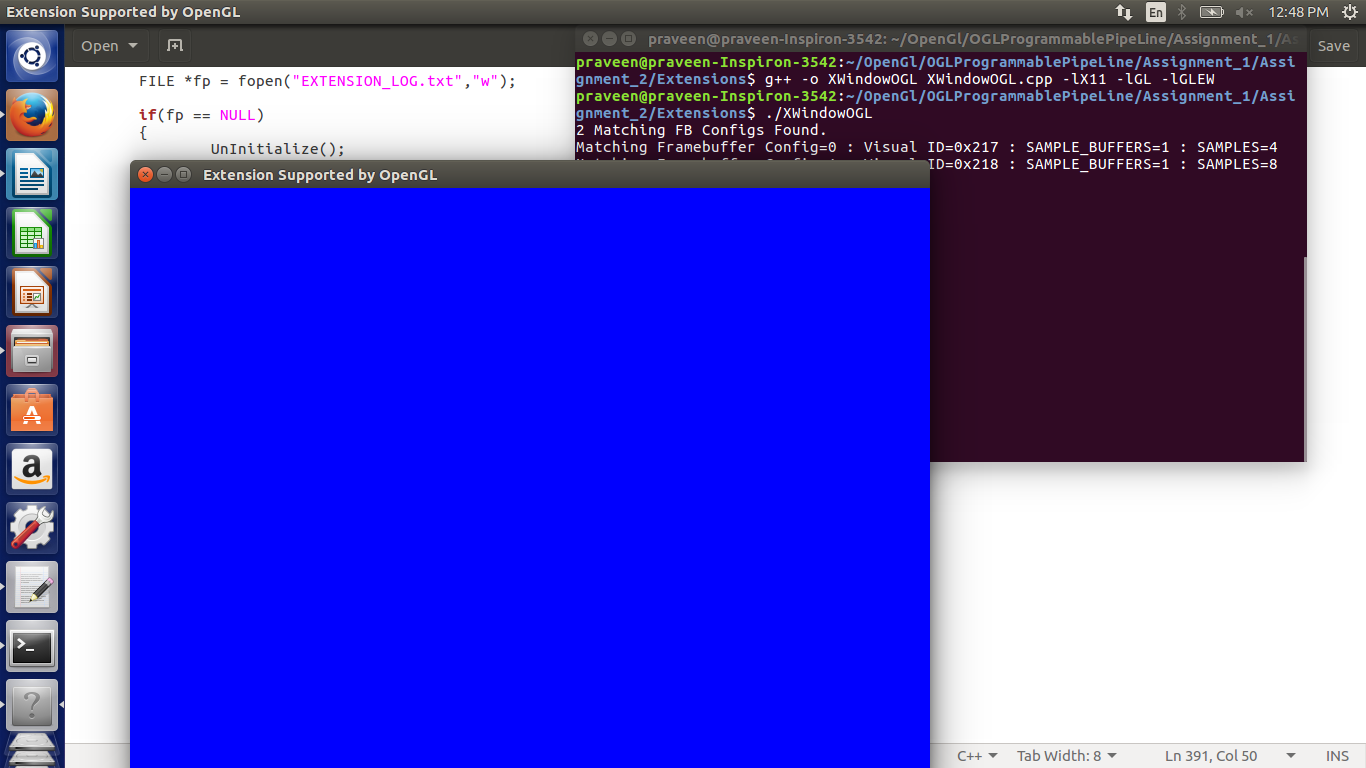 Extension Supported by OpenGL
En
12:48 PM
Open
praveen@praveen-Inspiron-3542: ~/OpenGl/OGLProgrammablePipeLine/Assignment_1/As
Save
FILE *fp = fopen("EXTENSION_LOG.txt","w");
if(fp == NULL)
{
UnInitialize();
praveen@praveen-Inspiron-3542:~/OpenGl/OGLProgrammablePipeLine/Assignment_1/Assi
gnment_2/Extensions$ g++ -o XWindowOGL XWindowOGL.cpp -lX11 -lGL -lGLEW
praveen@praveen-Inspiron-3542:~/OpenGl/OGLProgrammablePipeLine/Assignment_1/Assi
gnment_2/Extensions$ ./XWindowOGL
2 Matching FB Configs Found.
Matching Framebuffer Config=0 : Visual ID=0x217 : SAMPLE_BUFFERS=1 : SAMPLES=4
ID=0x218 : SAMPLE_BUFFERS=1 : SAMPLES=8
Extension Supported by OpenGL
C++ Tab Width: 8 Ln 391, Col 50 INS